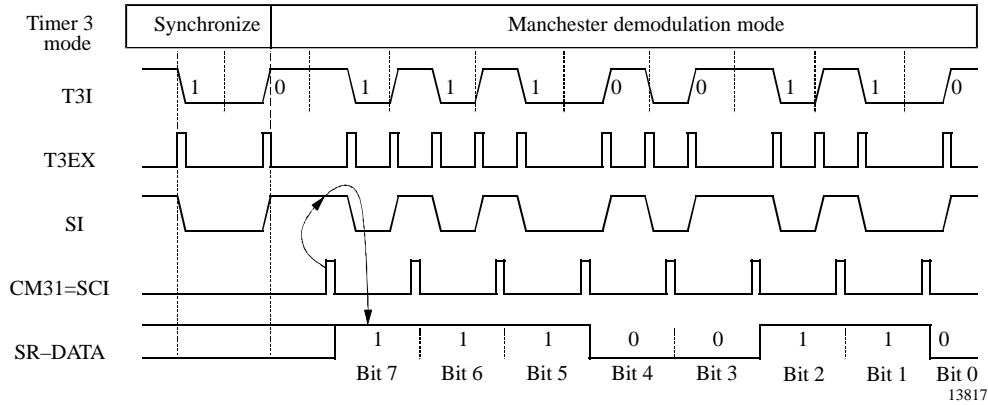 Timer 3
mode
Synchronize
Manchester demodulation mode
T3I
1 0 1 1 1 0 0 1 1 0
T3EX
SI
CM31=SCI
SR–DATA
1 1 1 0 0 1 1 0
Bit 7 Bit 6 Bit 5 Bit 4 Bit 3 Bit 2 Bit 1 Bit 0
13817